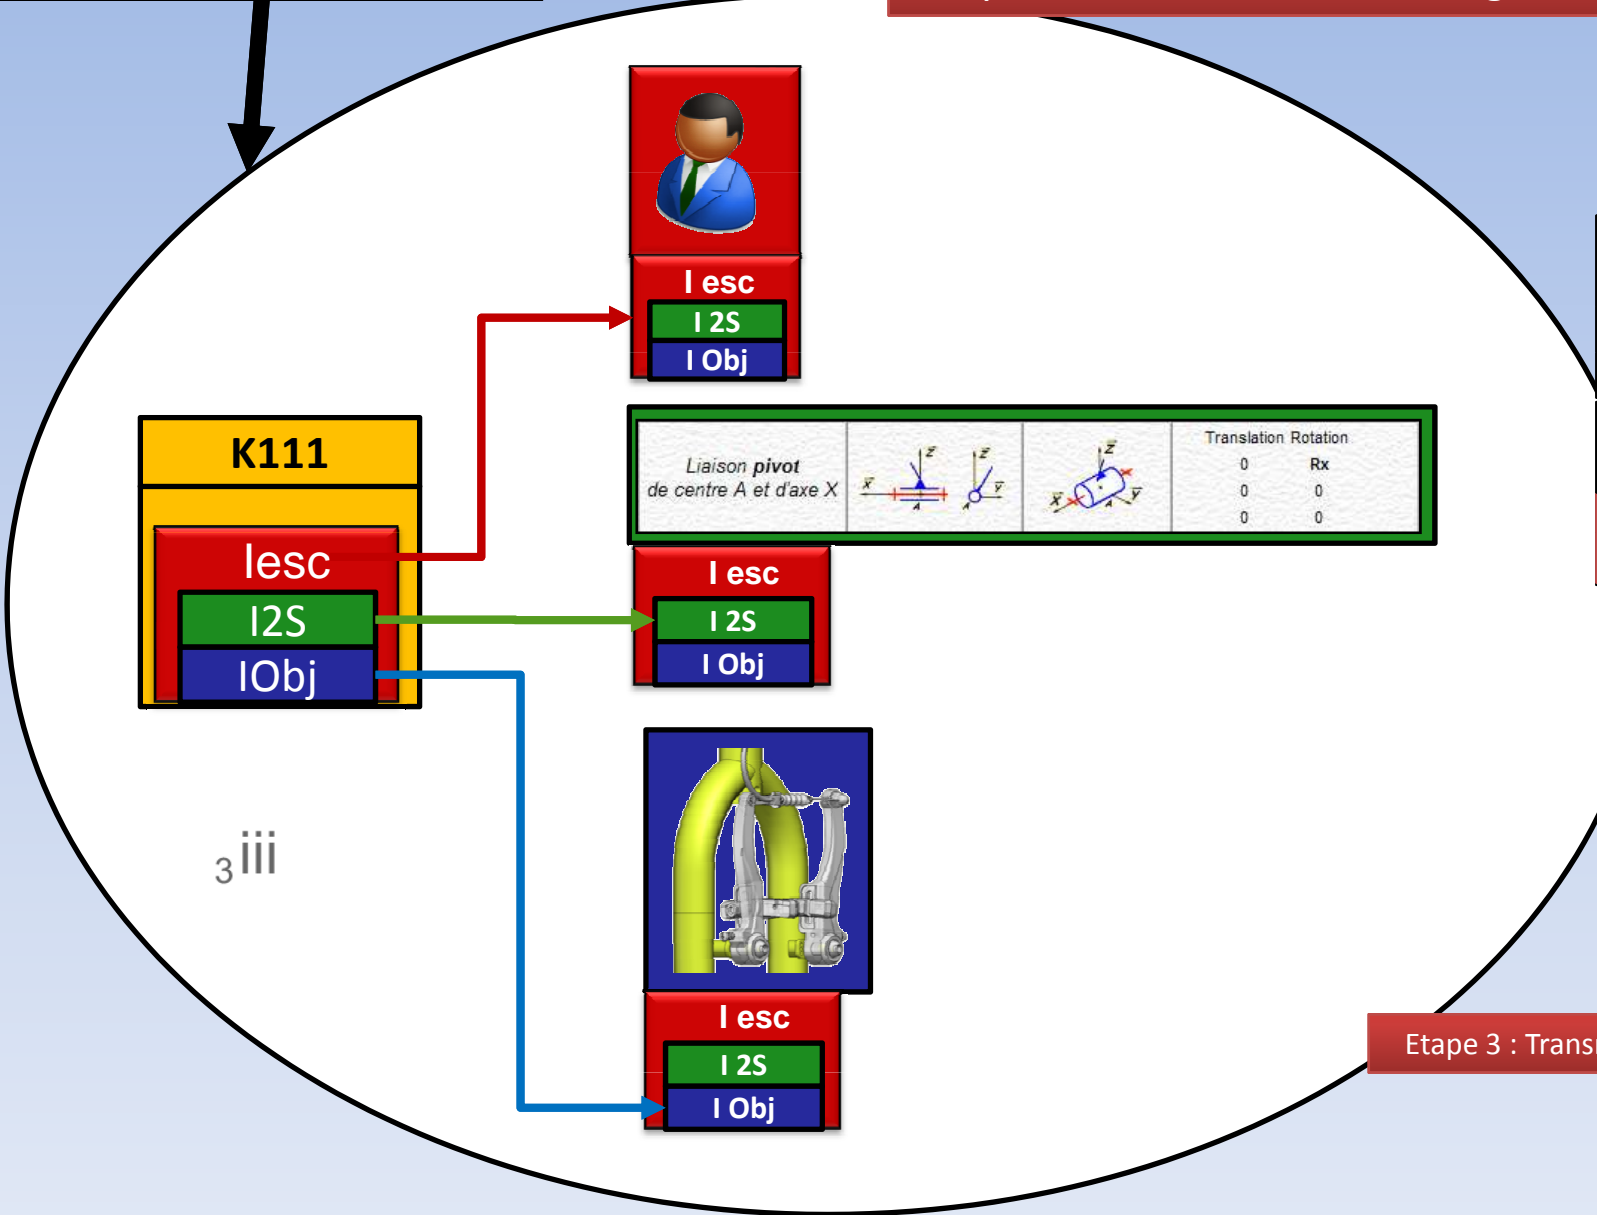 I esc
I 2S
I Obj
K111
Iesc
I2S
IObj
Liaison pivot
de centre A et d'axe X
Translation Rotation
0 Rx
0 0
0 0
I esc
I 2S
I Obj
3 iii
I esc
I 2S
I Obj
Etape 3 :